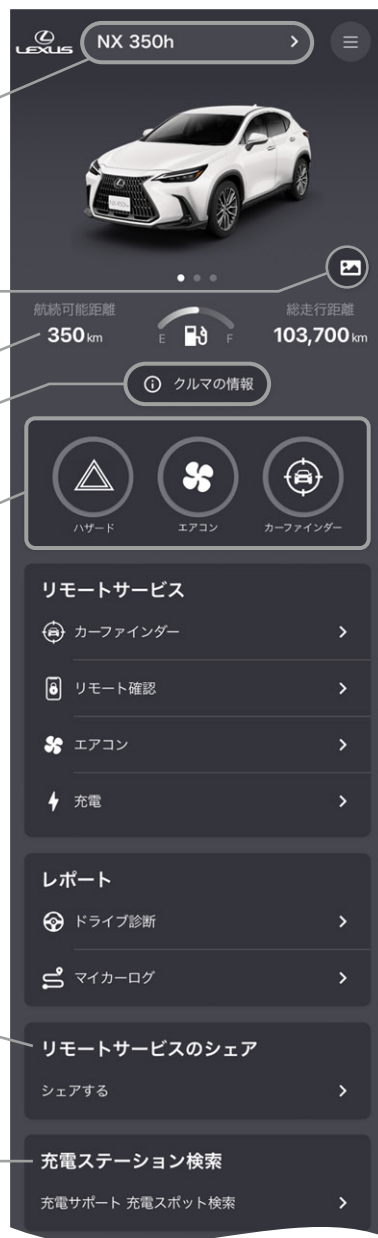 LEXUS
NX 350h
航続可能距離
350 km
E
F
総走行距離
103,700 km
クルマの情報
ハザード
エアコン
カーファインダー
リモートサービス
カーファインダー
リモート確認
エアコン
充電
レポート
ドライブ診断
マイカーログ
リモートサービスのシェア
シェアする
充電ステーション検索
充電サポート 充電スポット検索